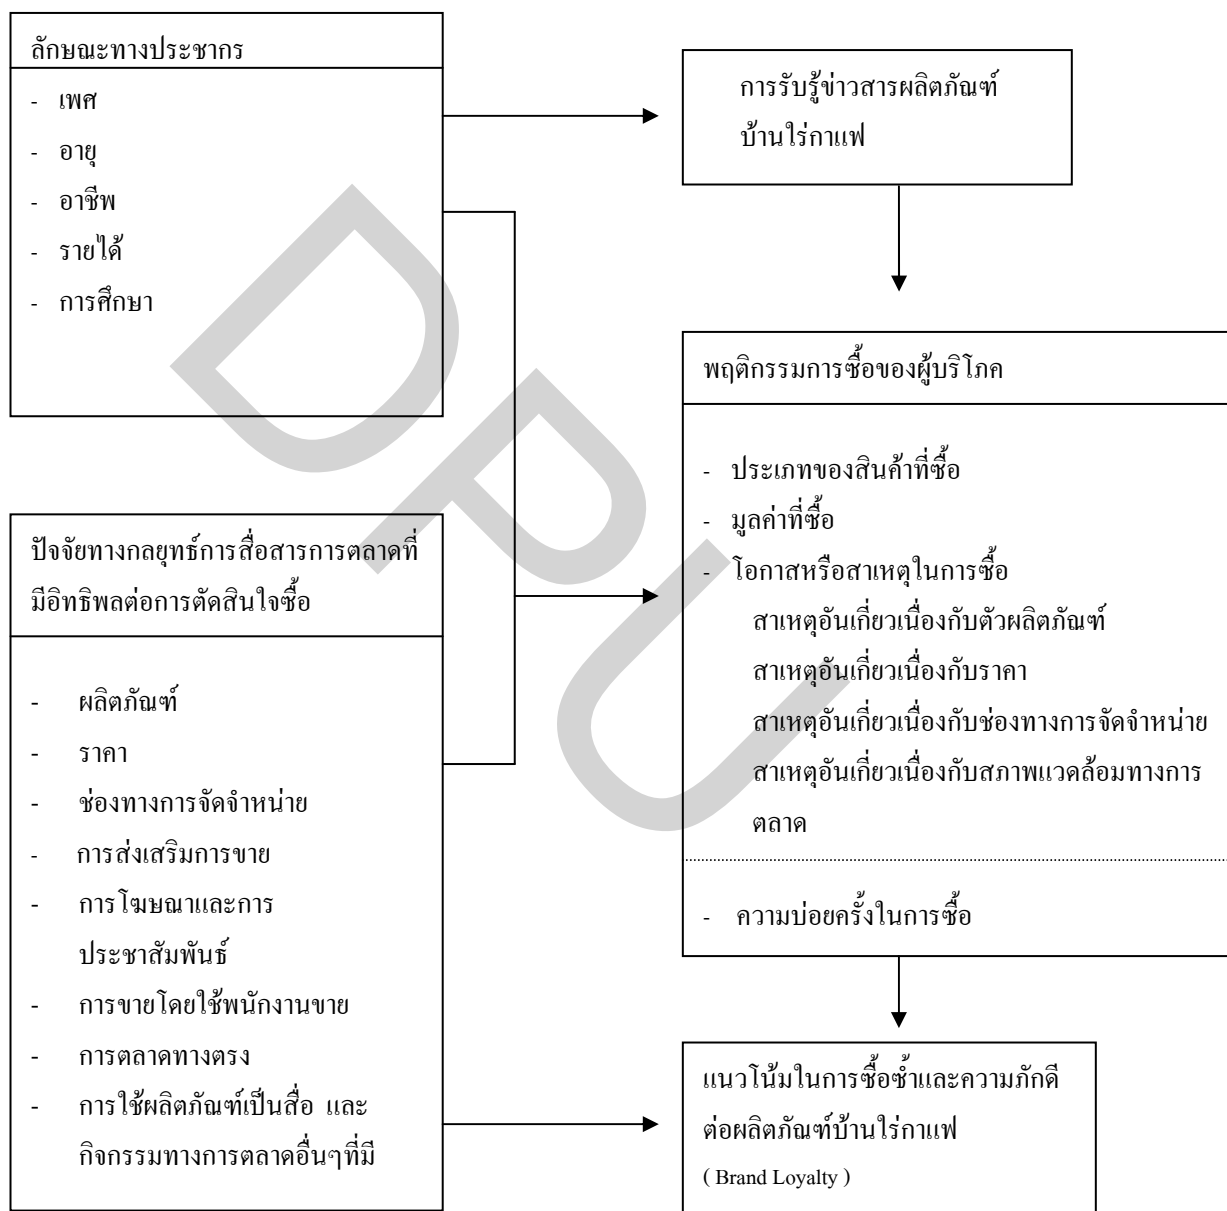 ลักษณะทางประชากร
- เพศ
- อายุ
- อาชีพ
- รายได้
- การศึกษา
การรับรู้ข่าวสารผลิตภัณฑ์
บ้านใร่กาแฟ
พฤติกรรมการซื้อของผู้บริโภค
- ประเภทของสินค้าที่ซื้อ
- มูลค่าที่ซื้อ
- โอกาสหรือสาเหตุในการซื้อ
สาเหตุอันเกี่ยวเนื่องกับตัวผลิตภัณฑ์
สาเหตุอันเกี่ยวเนื่องกับราคา
สาเหตุอันเกี่ยวเนื่องกับช่องทางการจัดจำหน่าย
สาเหตุอันเกี่ยวเนื่องกับสภาพแวดล้อมทางการ
ตลาด
- ความบ่อยครั้งในการซื้อ
ปัจจัยทางกลยุทธ์การสื่อสารการตลาดที่
มีอิทธิพลต่อการตัดสินใจซื้อ
- ผลิตภัณฑ์
- ราคา
- ช่องทางการจัดจำหน่าย
- การส่งเสริมการขาย
- การโฆษณาและการ
ประชาสัมพันธ์
- การขายโดยใช้พนักงานขาย
- การตลาดทางตรง
- การใช้ผลิตภัณฑ์เป็นสื่อ และ
กิจกรรมทางการตลาดอื่นๆที่มี
แนวโน้มในการซื้อซ้ำและความภักดี
ต่อผลิตภัณฑ์บ้านใร่กาแฟ
( Brand Loyalty )
DPU